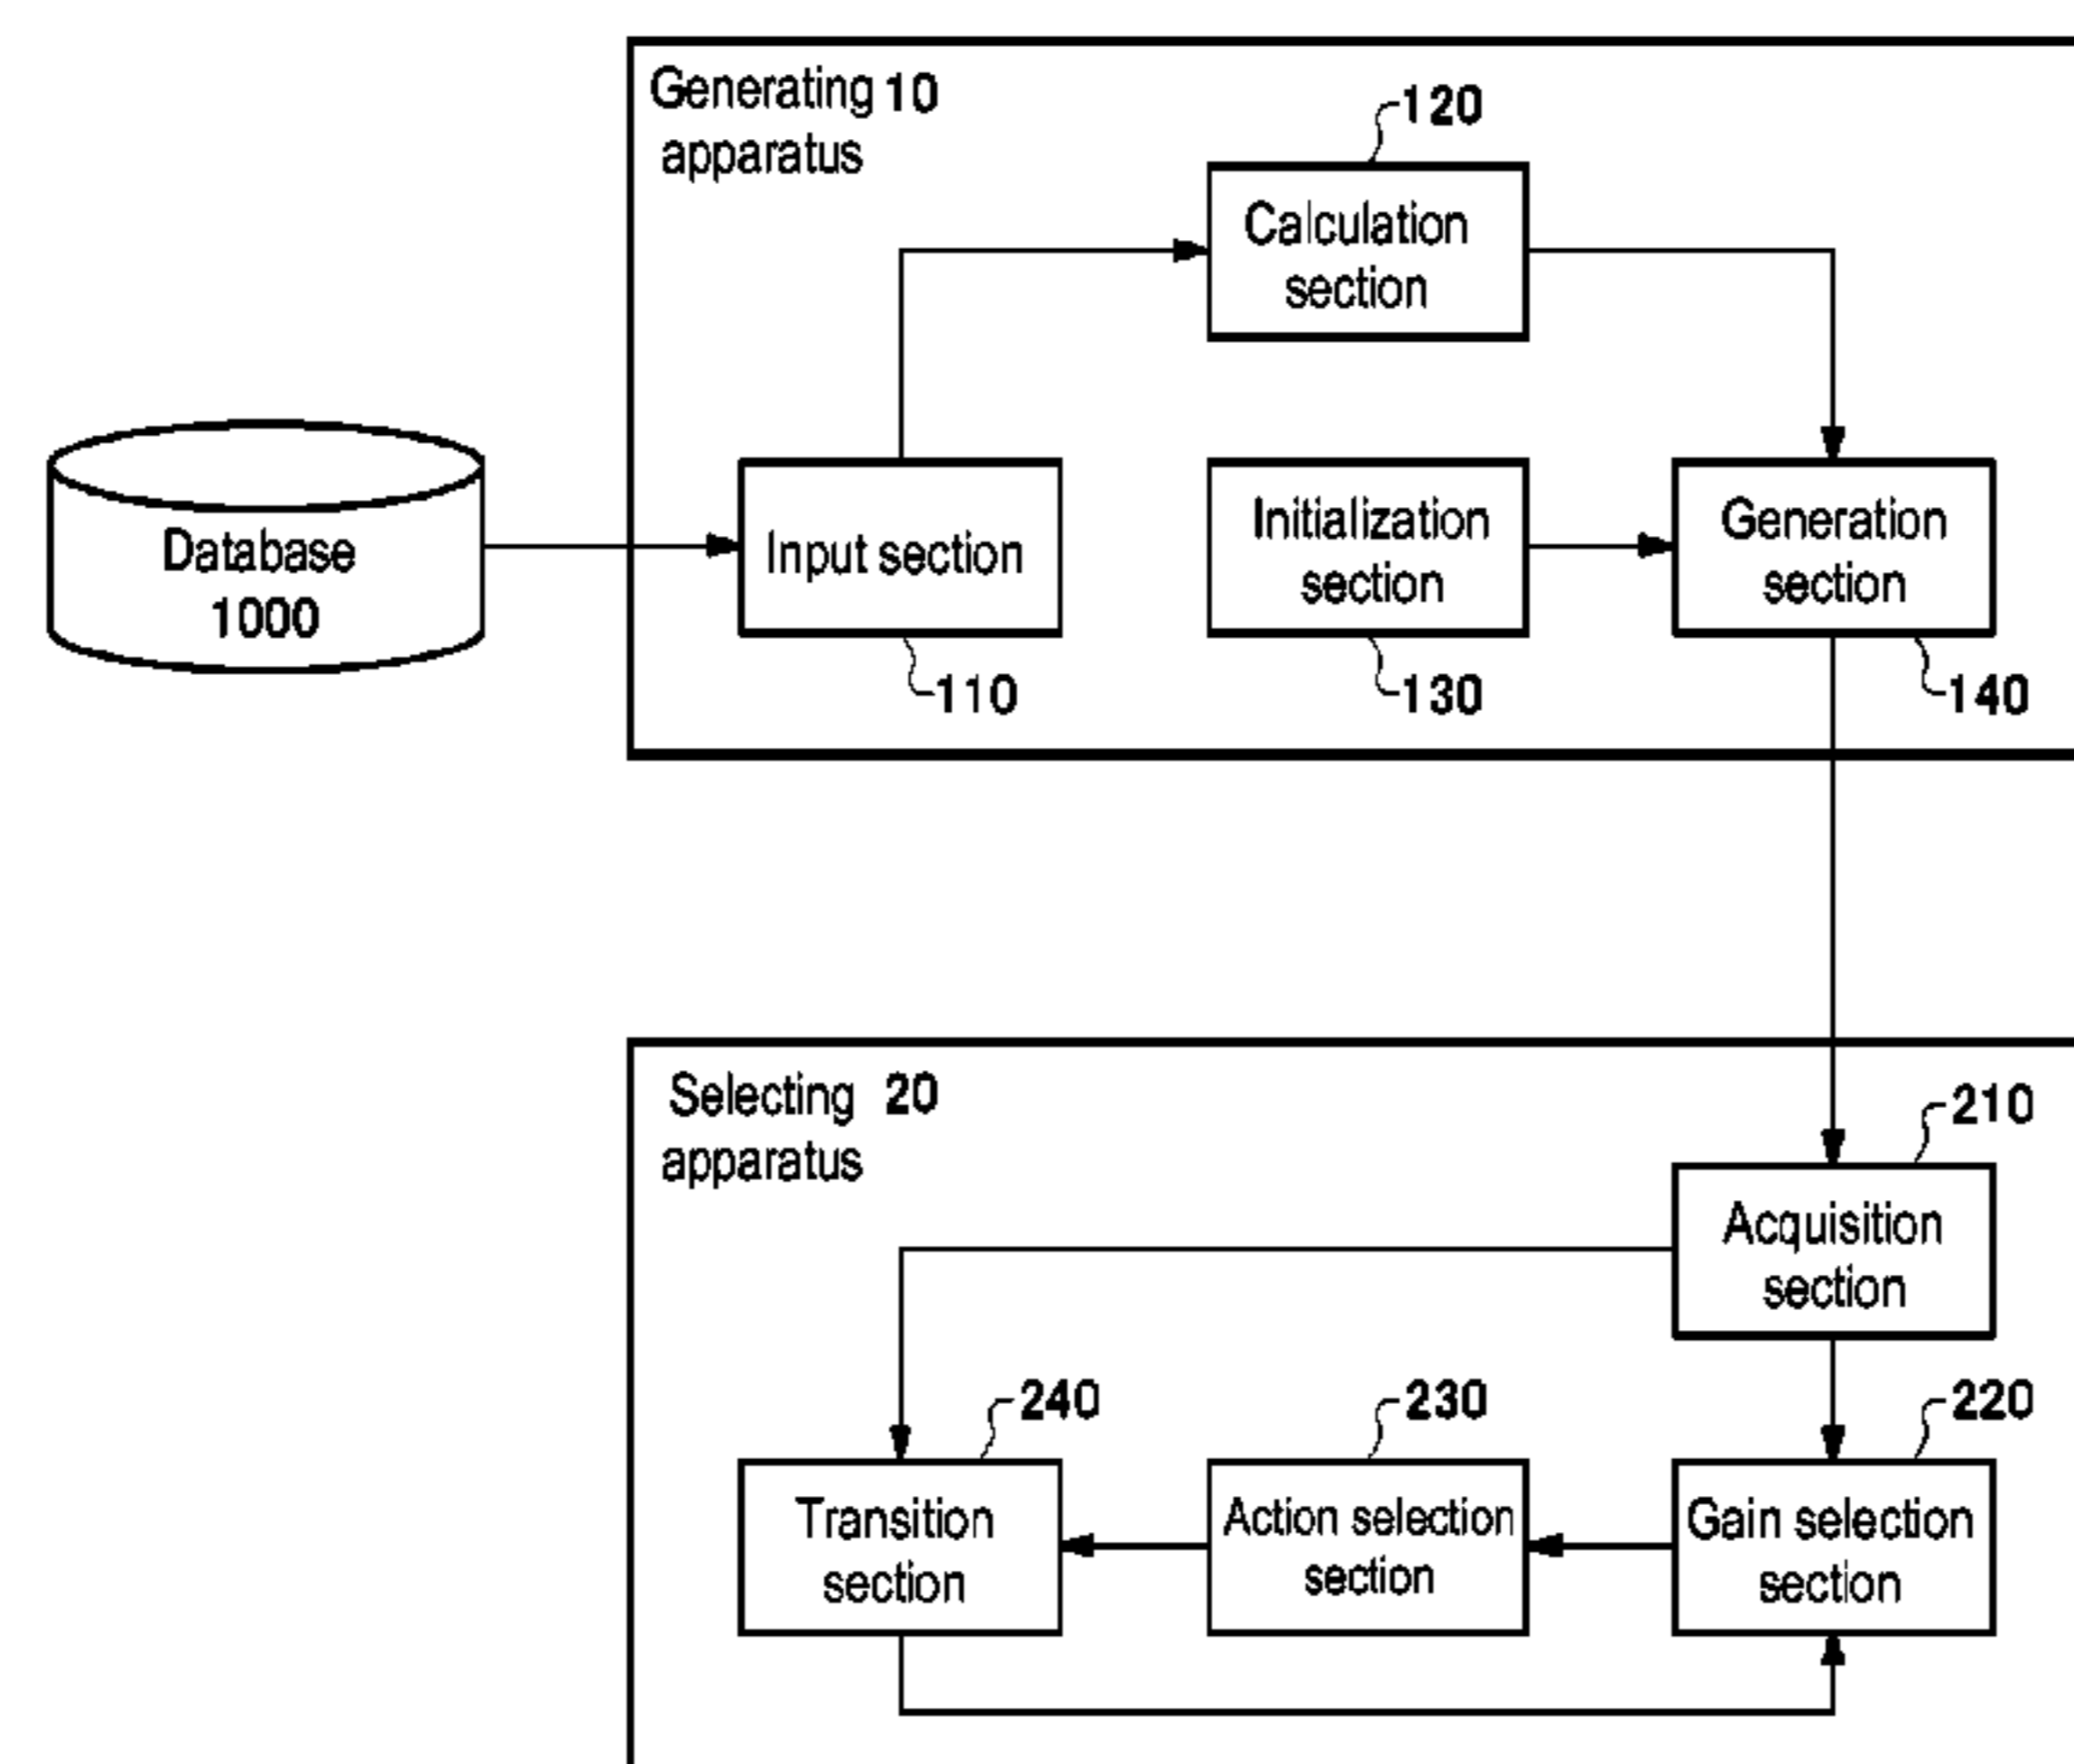 Generating 10
apparatus
120
Calculation
section
Database
1000
Input section
110
Initialization
section
130
Generation
section
140
Selecting 20
apparatus
210
Acquisition
section
240
Transition
section
230
Action selection
section
220
Gain selection
section